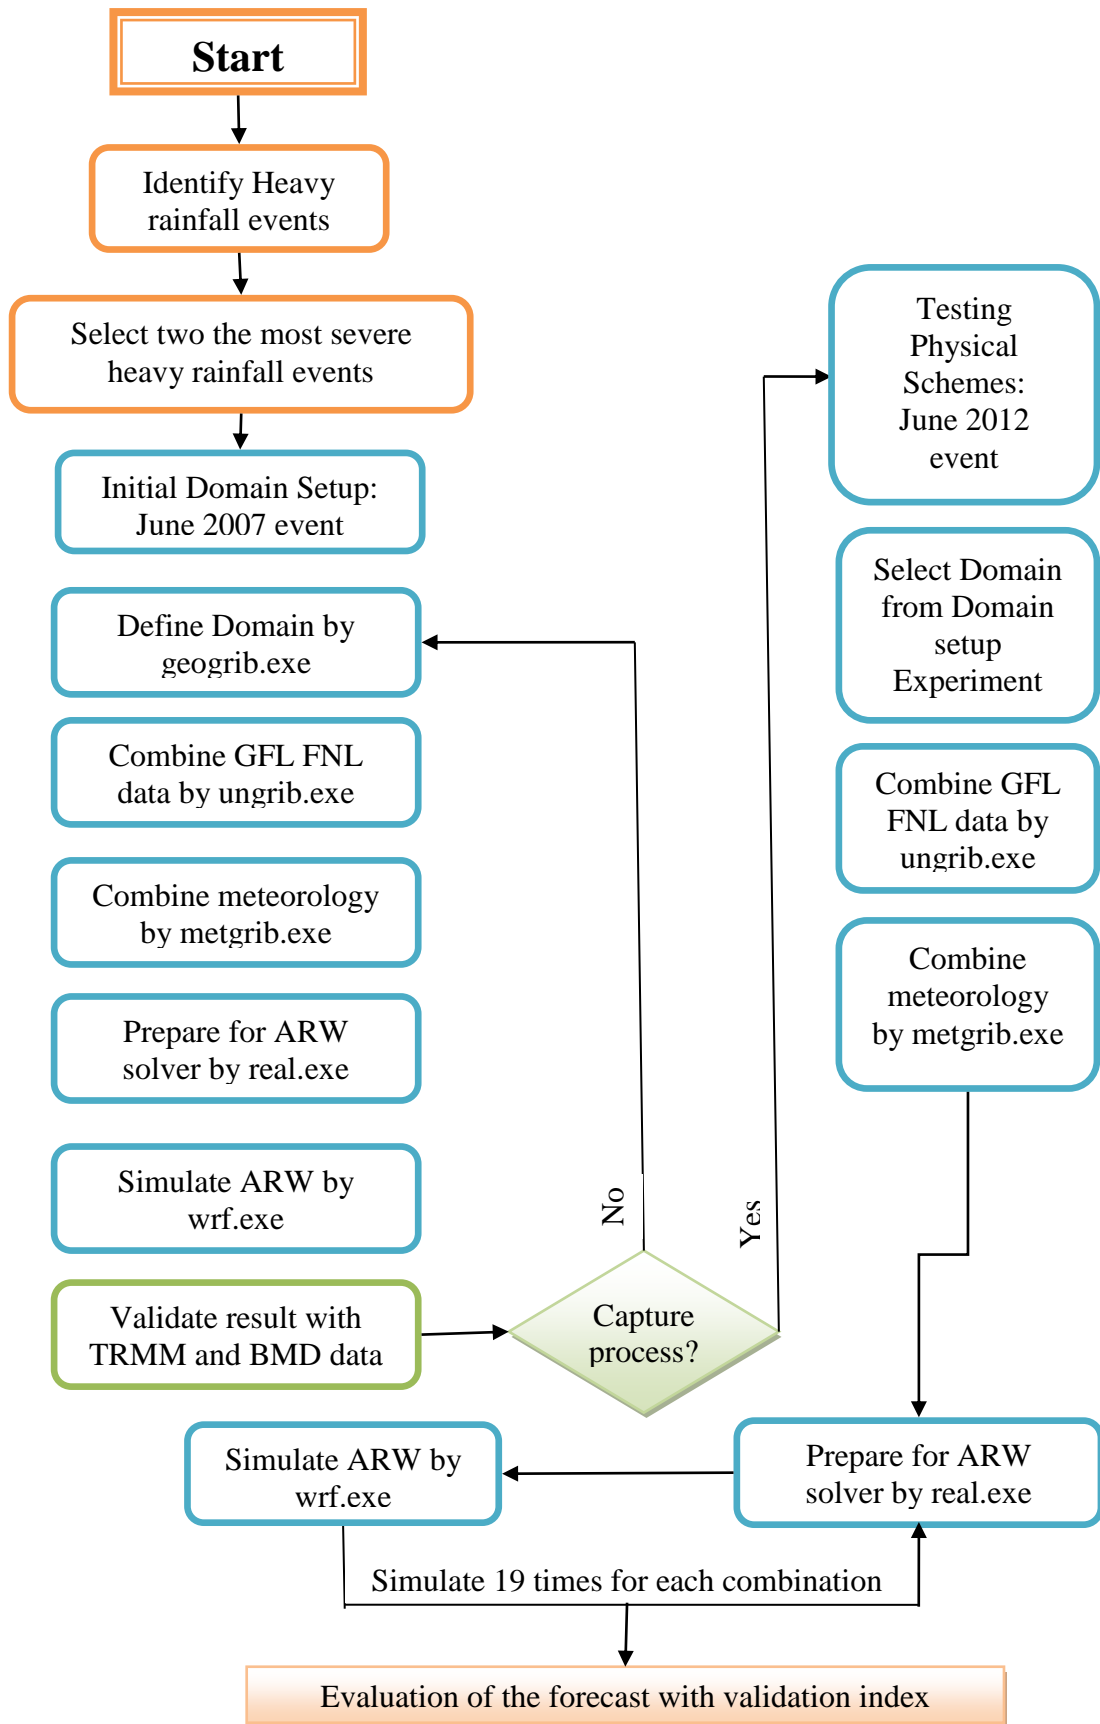 Start
Identify Heavy
rainfall events
Select two the most severe
heavy rainfall events
Initial Domain Setup:
June 2007 event
Define Domain by
geogrib.exe
Combine GFL FNL
data by ungrib.exe
Combine meteorology
by metgrib.exe
Prepare for ARW
solver by real.exe
Simulate ARW by
wrf.exe
Validate result with
TRMM and BMD data
Capture
process?
No
Yes
Testing
Physical
Schemes:
June 2012
event
Select Domain
from Domain
setup
Experiment
Combine GFL
FNL data by
ungrib.exe
Combine
meteorology
by metgrib.exe
Prepare for ARW
solver by real.exe
Simulate ARW by
wrf.exe
Simulate 19 times for each combination
Evaluation of the forecast with validation index